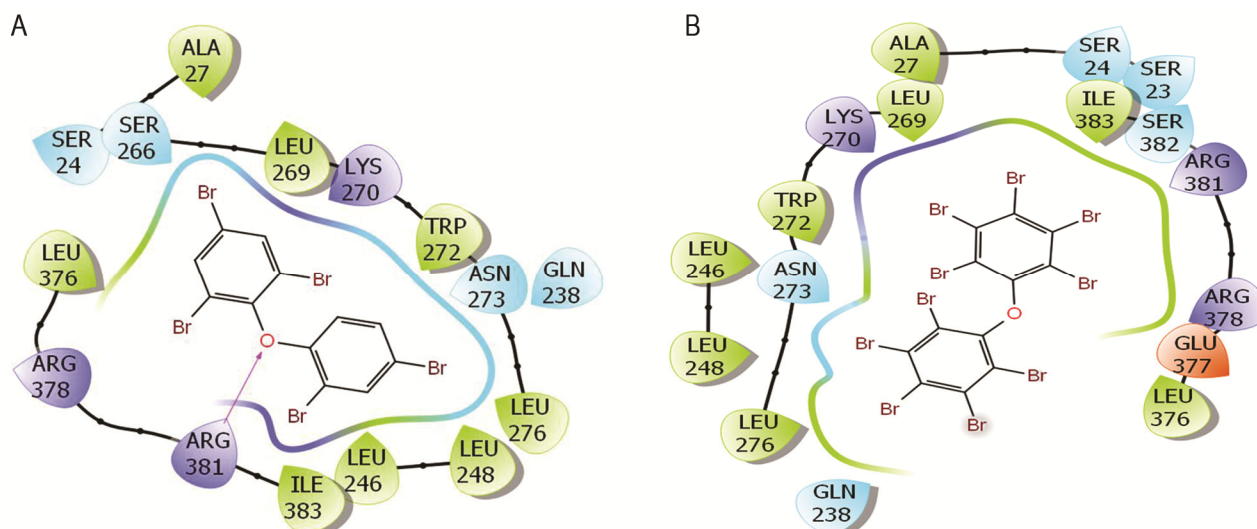 A
ALA
27
SER
24
SER
266
LEU
269
LYS
270
TRP
272
ASN
273
GLN
238
LEU
376
ARG
378
ARG
381
ILE
383
LEU
246
LEU
248
LEU
276
Br
Br
Br
O
Br
Br
B
ALA
27
SER
24
SER
23
LYS
270
LEU
269
ILE
383
SER
382
ARG
381
TRP
272
LEU
246
ASN
273
LEU
248
LEU
276
GLN
238
ARG
378
GLU
377
LEU
376
Br
Br
Br
Br
Br
O
Br
Br
Br
Br
Br